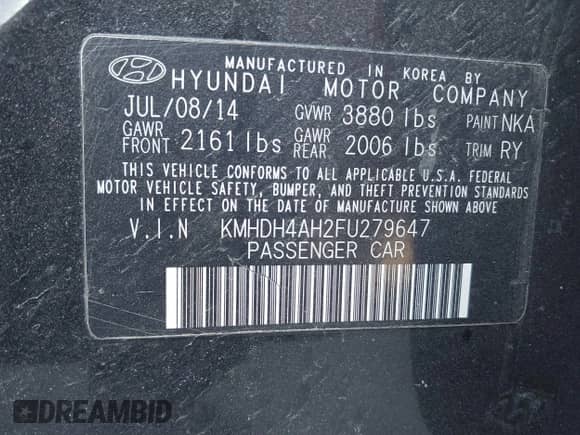 MANUFACTURED IN KOREA BY
HYUNDAI MOTOR COMPANY
JUL/08/14 GVWR 3880 lbs PAINT NKA
GAWR FRONT 2161 lbs GAWR REAR 2006 lbs TRIM RY
THIS VEHICLE CONFORMS TO ALL APPLICABLE U.S.A. FEDERAL
MOTOR VEHICLE SAFETY, BUMPER, AND THEFT PREVENTION STANDARDS
IN EFFECT ON THE DATE OF MANUFACTURE SHOWN ABOVE
V.I.N KMHDH4AH2FU279647
PASSENGER CAR
DREAMBID